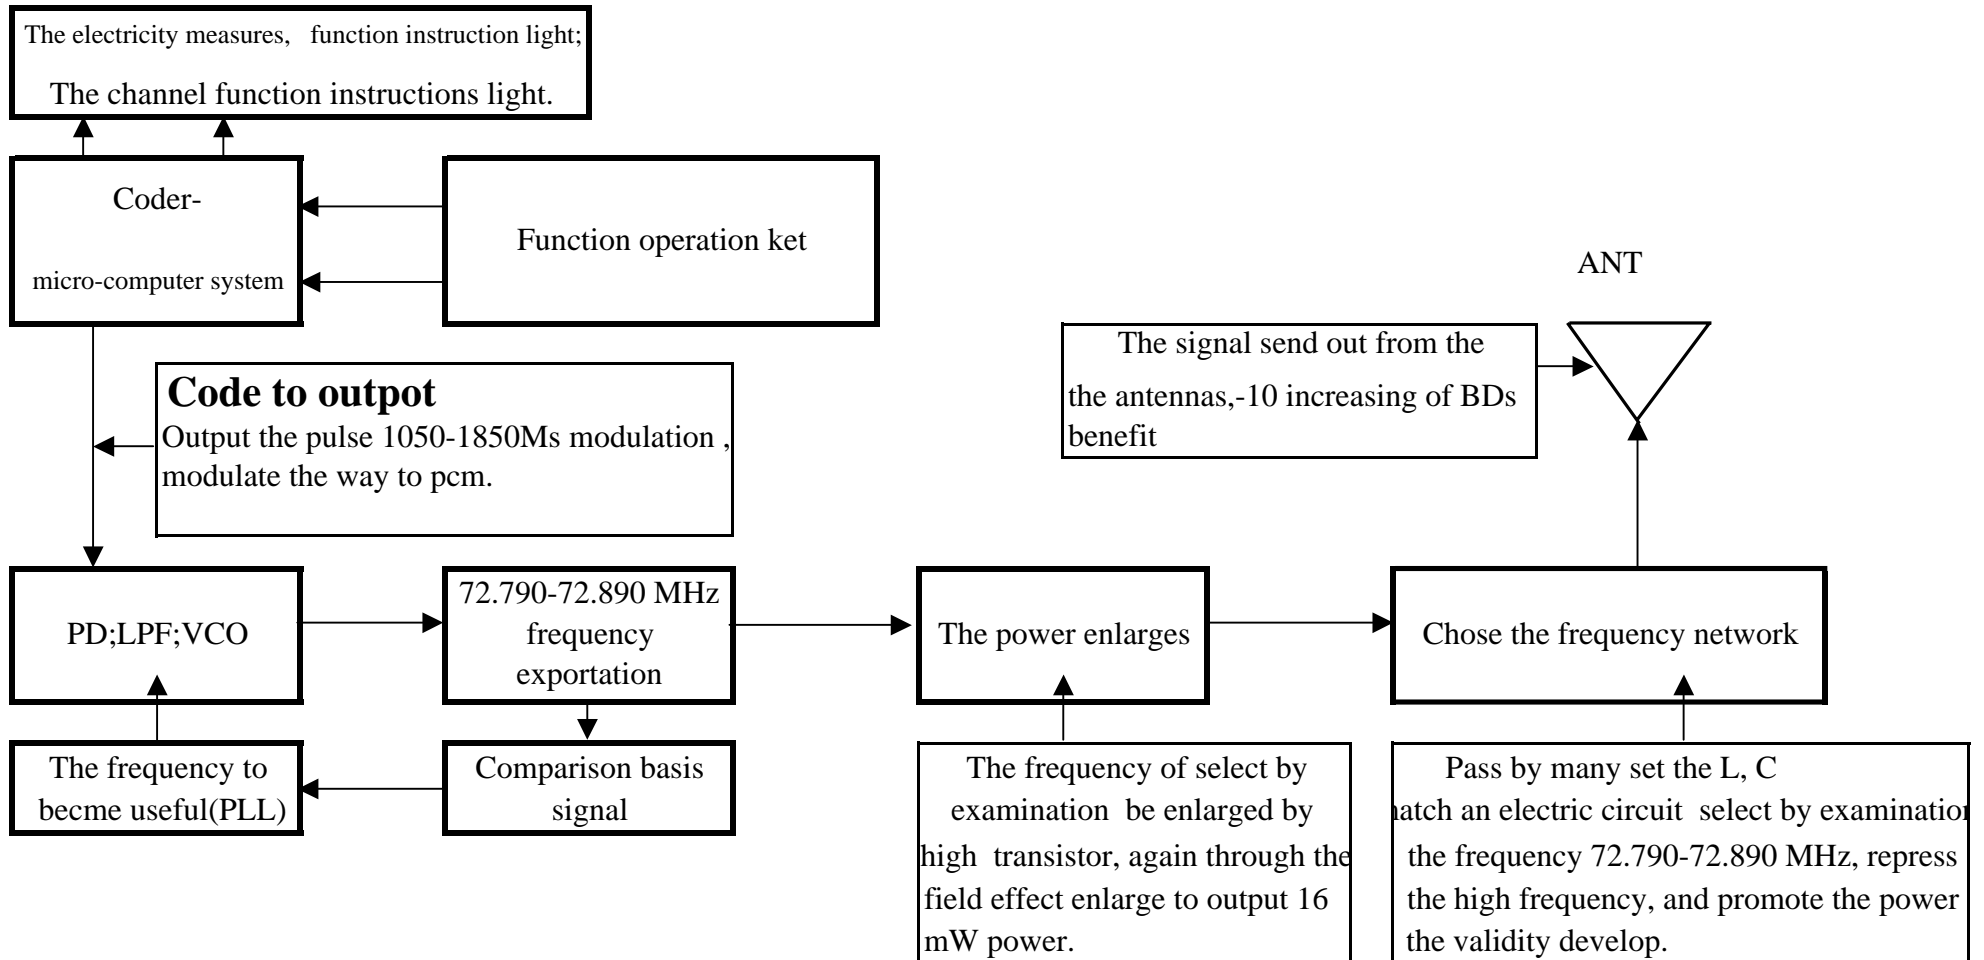 The electricity measures, function instruction light;
The channel function instructions light.
Coder-
micro-computer system
Function operation ket
ANT
The signal send out from the
the antennas,-10 increasing of BDs
benefit
Code to outpot
Output the pulse 1050-1850Ms modulation ,
modulate the way to pcm.
PD;LPF;VCO
72.790-72.890 MHz
frequency
exportation
The power enlarges
Chose the frequency network
The frequency to
becme useful(PLL)
Comparison basis
signal
The frequency of select by
examination be enlarged by
high transistor, again through the
field effect enlarge to output 16
mW power.
Pass by many set the L, C
an electric circuit select by
the frequency 72.790-72.890 MHz, repress
the high frequency, and promote the power
the validity develop.